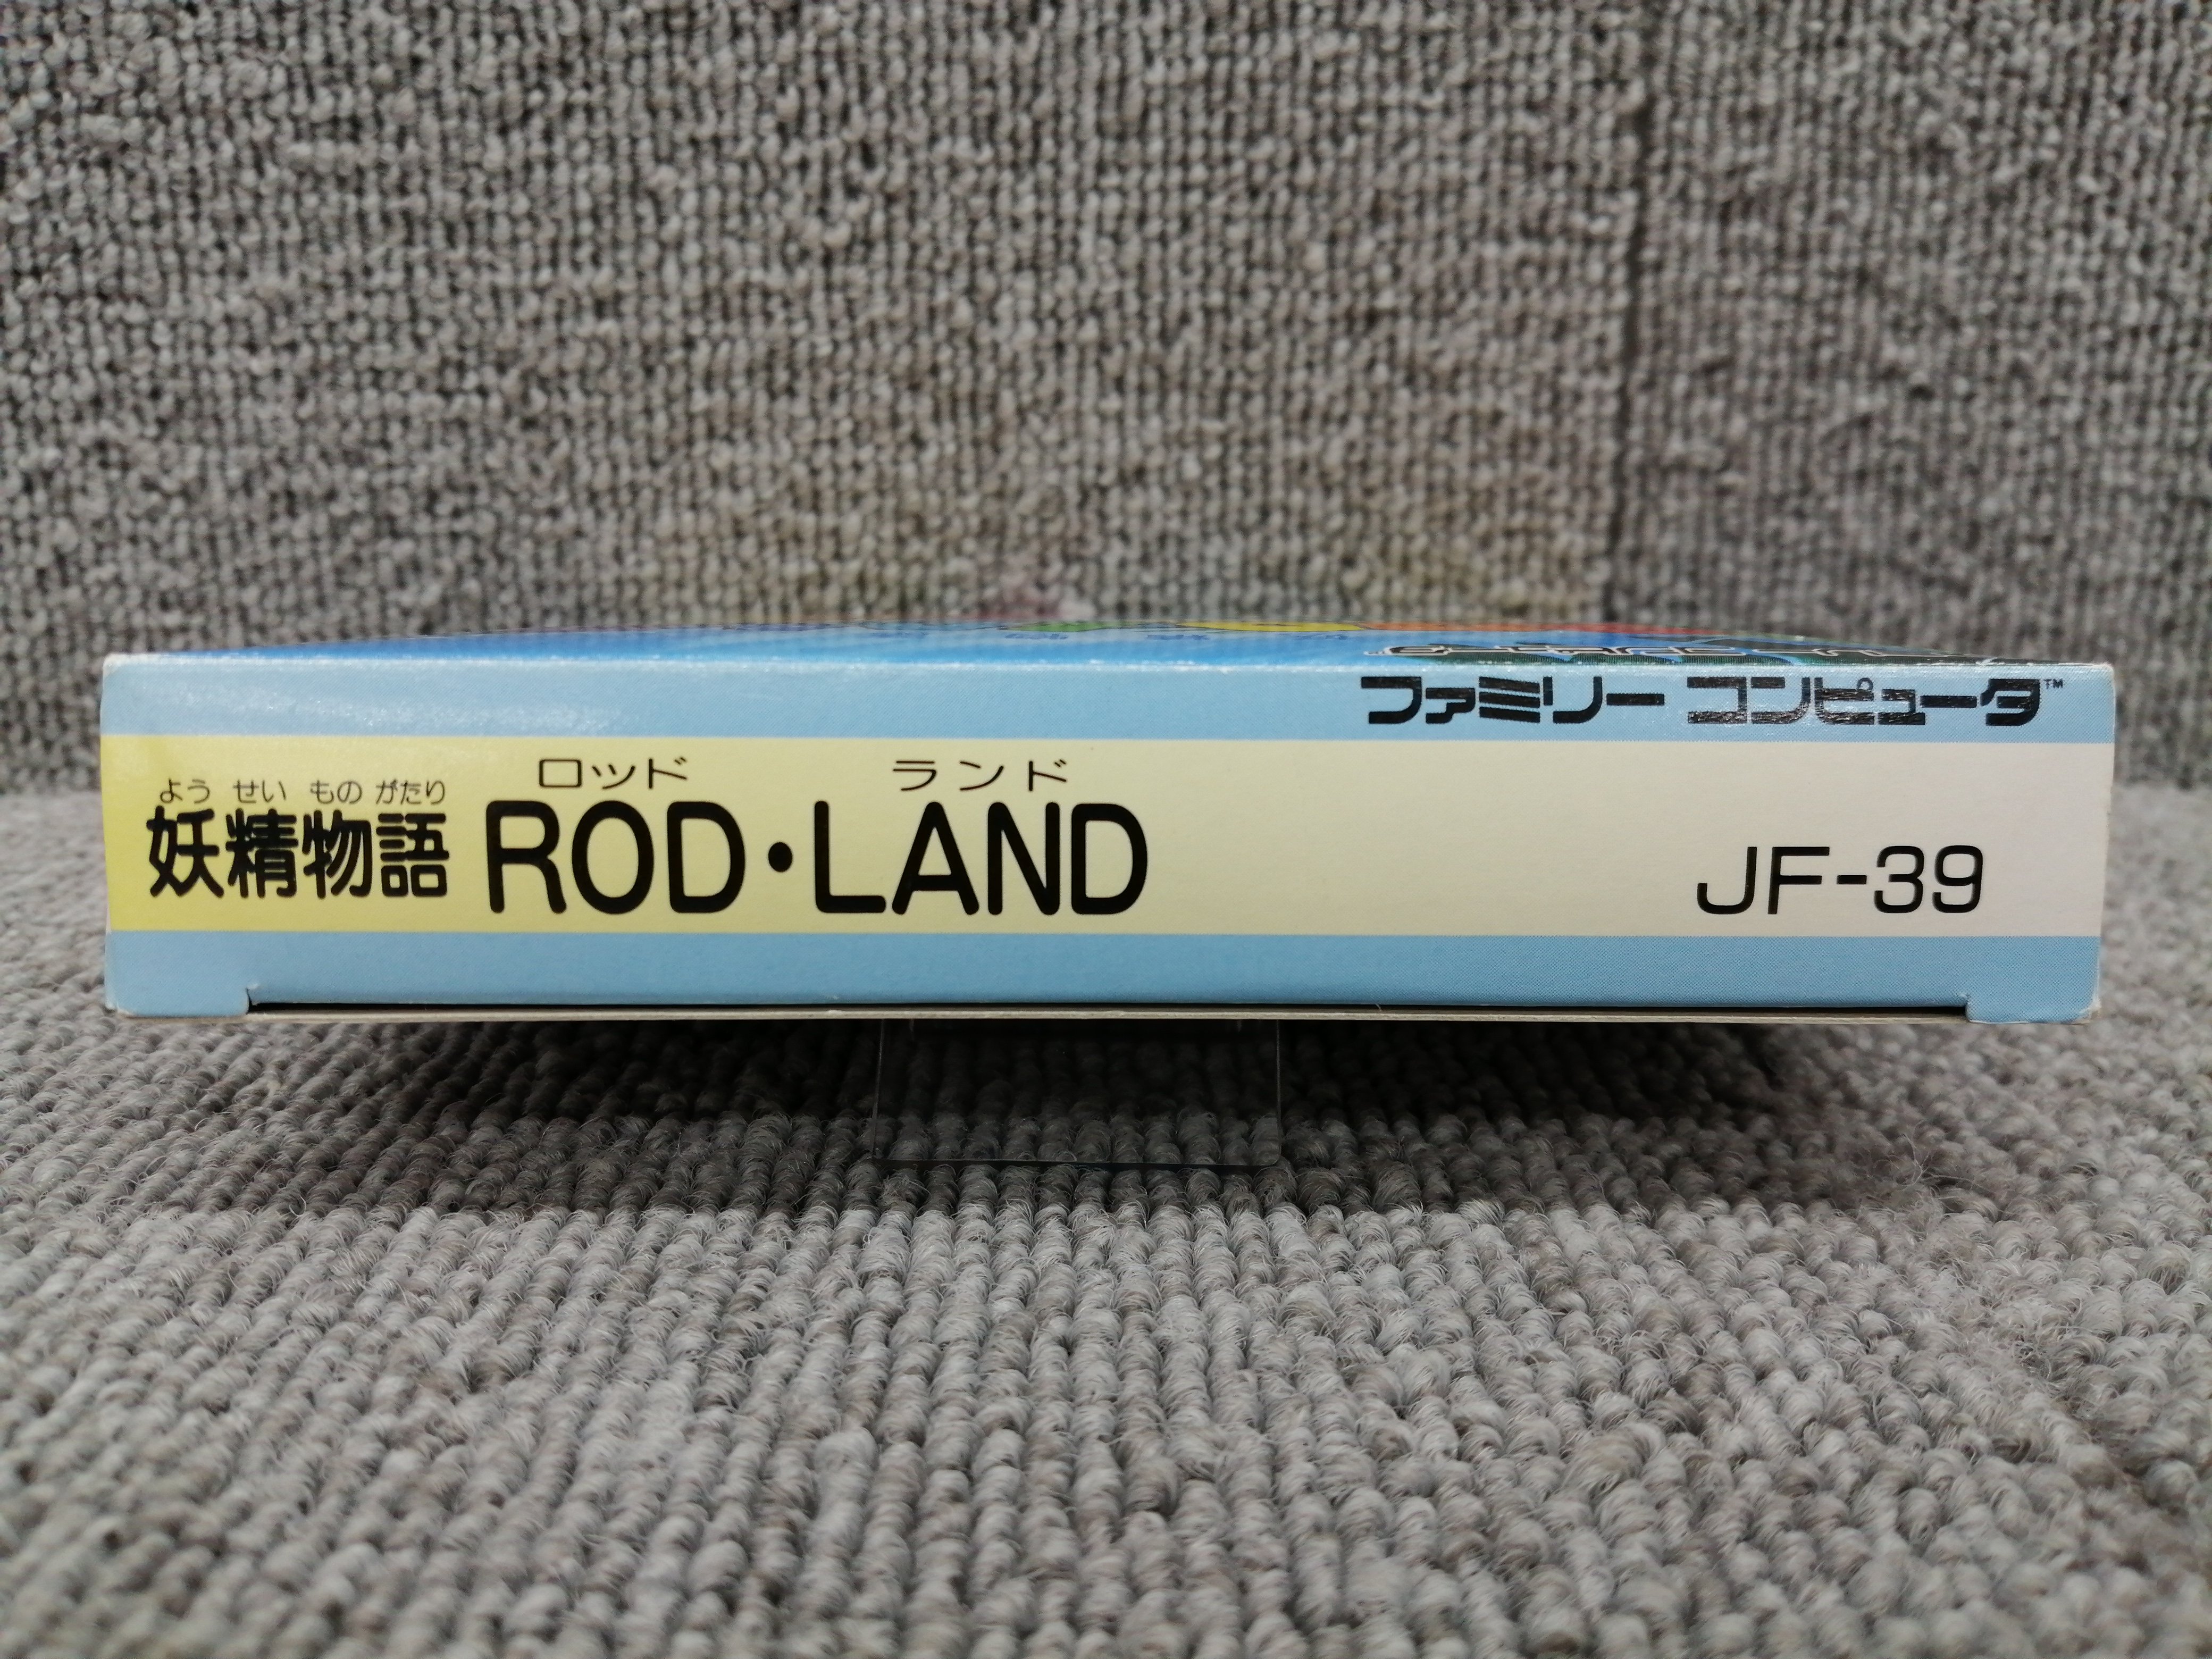 ファミリー コンピュータ™
よう せい もの がたり ロッド ランド
妖精物語 ROD・LAND
JF-39